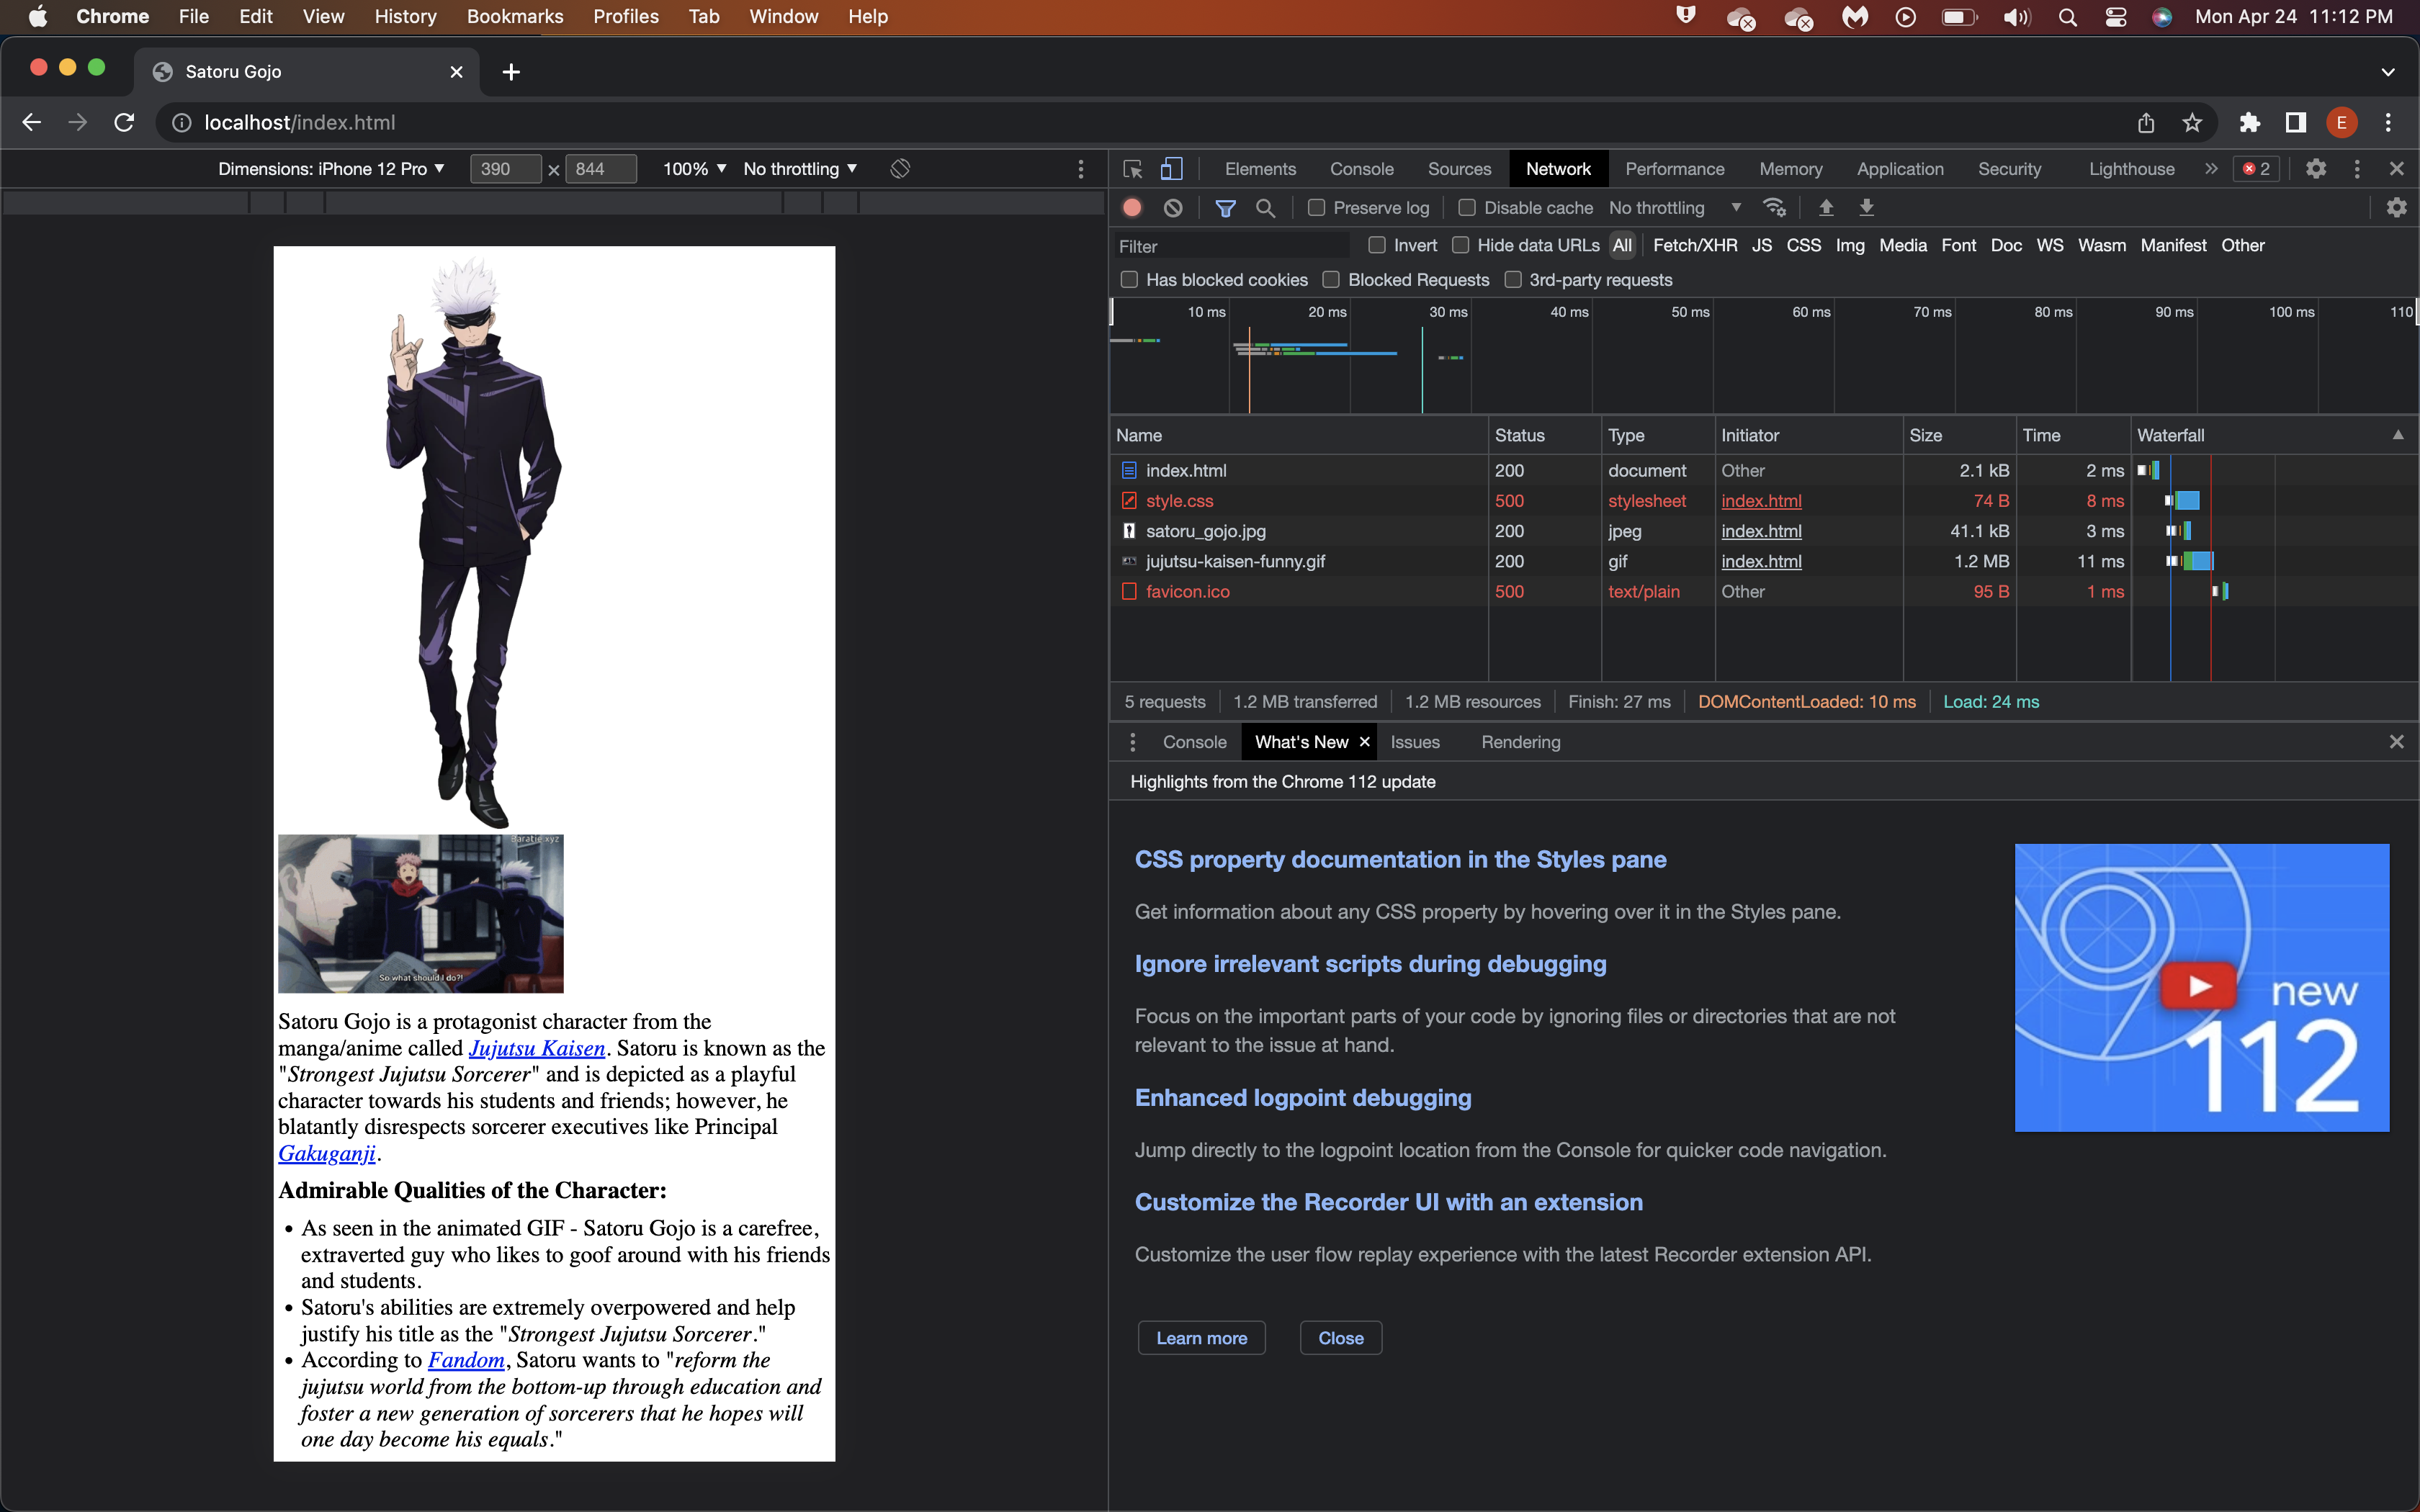 Chrome File Edit View History Bookmarks Profiles Tab Window Help Mon Apr 24 11:12 PM
Satoru Gojo
localhost/index.html E
Dimensions: iPhone 12 Pro 390 x 844 100% No throttling
Elements Console Sources Network Performance Memory Application Security Lighthouse 2
Preserve log Disable cache No throttling
Filter Invert Hide data URLs All Fetch/XHR JS CSS Img Media Font Doc WS Wasm Manifest Other
Has blocked cookies Blocked Requests 3rd-party requests
10 ms 20 ms 30 ms 40 ms 50 ms 60 ms 70 ms 80 ms 90 ms 100 ms 110
Name Status Type Initiator Size Time Waterfall
index.html 200 document Other 2.1 kB 2 ms
style.css 500 stylesheet index.html 74 B 8 ms
satoru_gojo.jpg 200 jpeg index.html 41.1 kB 3 ms
jujutsu-kaisen-funny.gif 200 gif index.html 1.2 MB 11 ms
favicon.ico 500 text/plain Other 95 B 1 ms
5 requests 1.2 MB transferred 1.2 MB resources Finish: 27 ms DOMContentLoaded: 10 ms Load: 24 ms
Console What's New Issues Rendering
Highlights from the Chrome 112 update
CSS property documentation in the Styles pane
Get information about any CSS property by hovering over it in the Styles pane.
Ignore irrelevant scripts during debugging
Focus on the important parts of your code by ignoring files or directories that are not
relevant to the issue at hand.
Enhanced logpoint debugging
Jump directly to the logpoint location from the Console for quicker code navigation.
Customize the Recorder UI with an extension
Customize the user flow replay experience with the latest Recorder extension API.
Learn more Close
new
112
Baratie.xyz
So what should I do?!
Satoru Gojo is a protagonist character from the
manga/anime called Jujutsu Kaisen. Satoru is known as the
"Strongest Jujutsu Sorcerer" and is depicted as a playful
character towards his students and friends; however, he
blatantly disrespects sorcerer executives like Principal
Gakuganji.
Admirable Qualities of the Character:
• As seen in the animated GIF - Satoru Gojo is a carefree,
extraverted guy who likes to goof around with his friends
and students.
• Satoru's abilities are extremely overpowered and help
justify his title as the "Strongest Jujutsu Sorcerer."
• According to Fandom, Satoru wants to "reform the
jujutsu world from the bottom-up through education and
foster a new generation of sorcerers that he hopes will
one day become his equals."